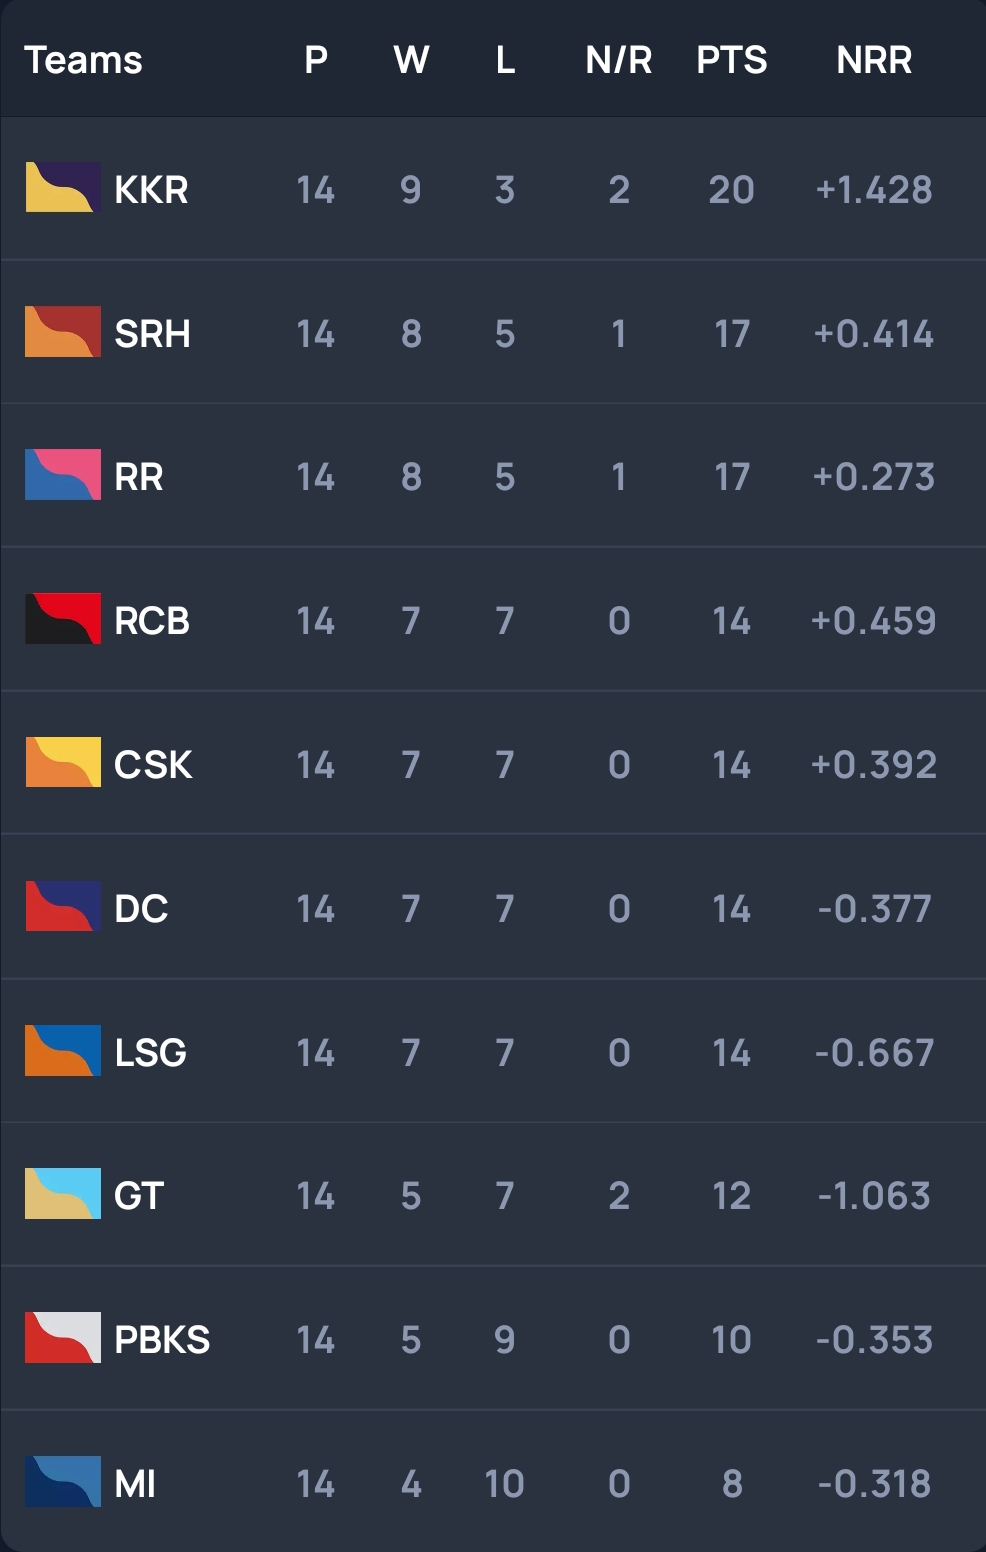 Teams P W L N/R PTS NRR
KKR 14 9 3 2 20 +1.428
SRH 14 8 5 1 17 +0.414
RR 14 8 5 1 17 +0.273
RCB 14 7 7 0 14 +0.459
CSK 14 7 7 0 14 +0.392
DC 14 7 7 0 14 -0.377
LSG 14 7 7 0 14 -0.667
GT 14 5 7 2 12 -1.063
PBKS 14 5 9 0 10 -0.353
MI 14 4 10 0 8 -0.318